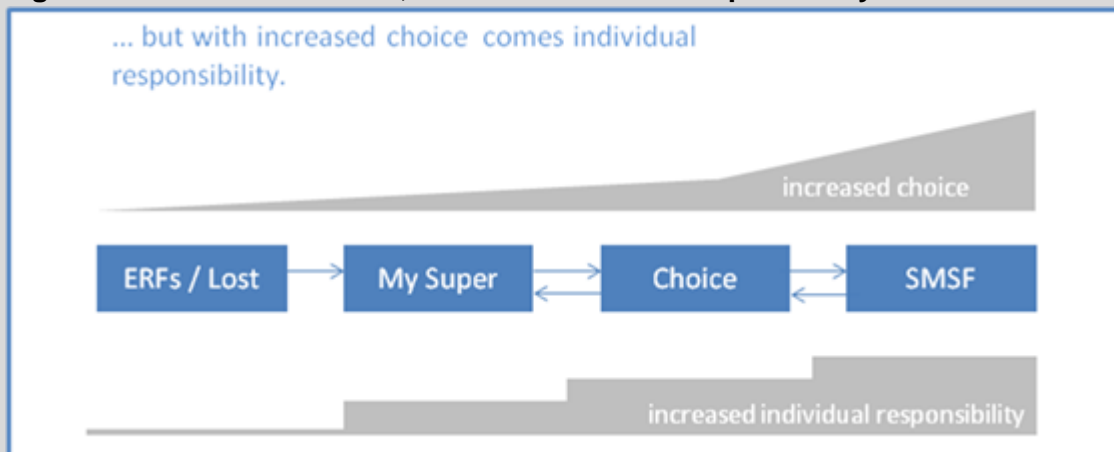 ... but with increased choice comes individual
responsibility.
increased choice
ERFs / Lost My Super Choice SMSF
increased individual responsibility